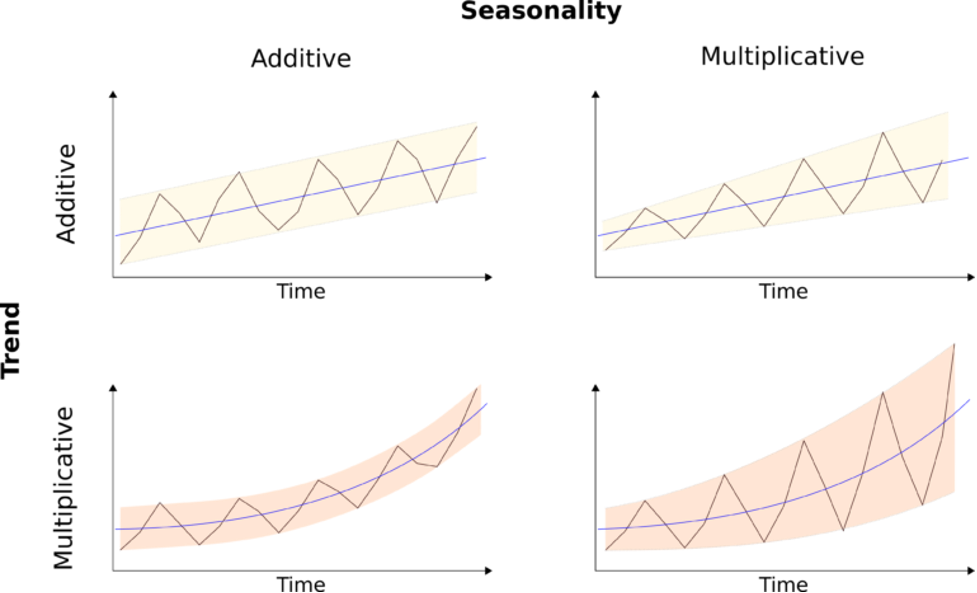 Seasonality
Additive
Multiplicative
Additive
Time
Time
Trend
Multiplicative
Time
Time